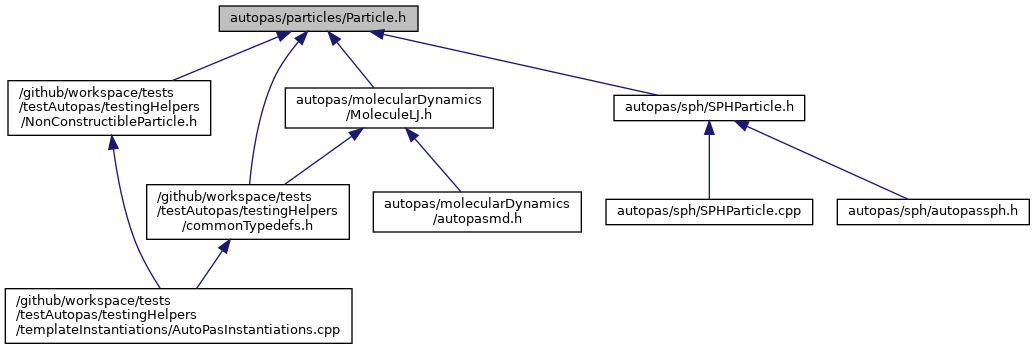 autopas/particles/Particle.h
/github/workspace/tests
/testAutopas/testingHelpers
/NonConstructibleParticle.h
autopas/molecularDynamics
/MoleculeLJ.h
autopas/sph/SPHParticle.h
/github/workspace/tests
/testAutopas/testingHelpers
/commonTypedefs.h
autopas/molecularDynamics
/autopasmd.h
autopas/sph/SPHParticle.cpp
autopas/sph/autopassph.h
/github/workspace/tests
/testAutopas/testingHelpers
/templateInstantiations/AutoPasInstantiations.cpp